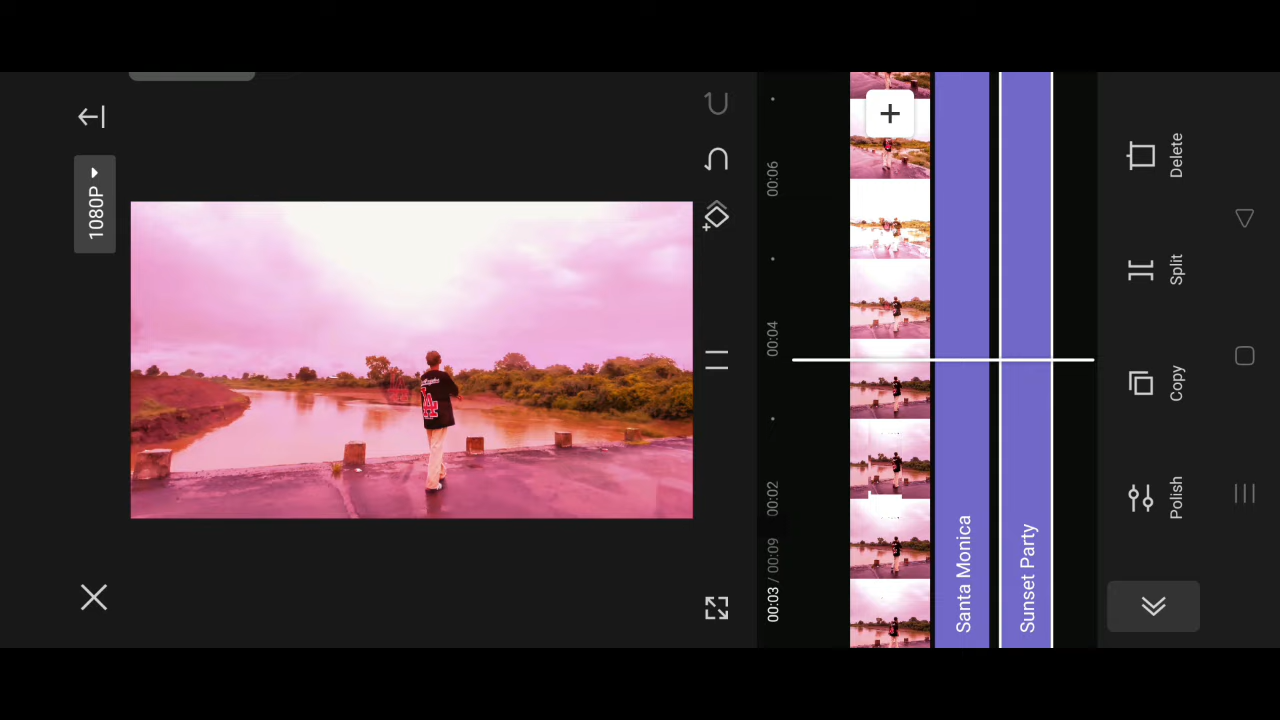 1080P
00:03 / 00:09
00:02
00:04
00:06
Santa Monica
Sunset Party
Polish
Copy
Split
Delete
LA